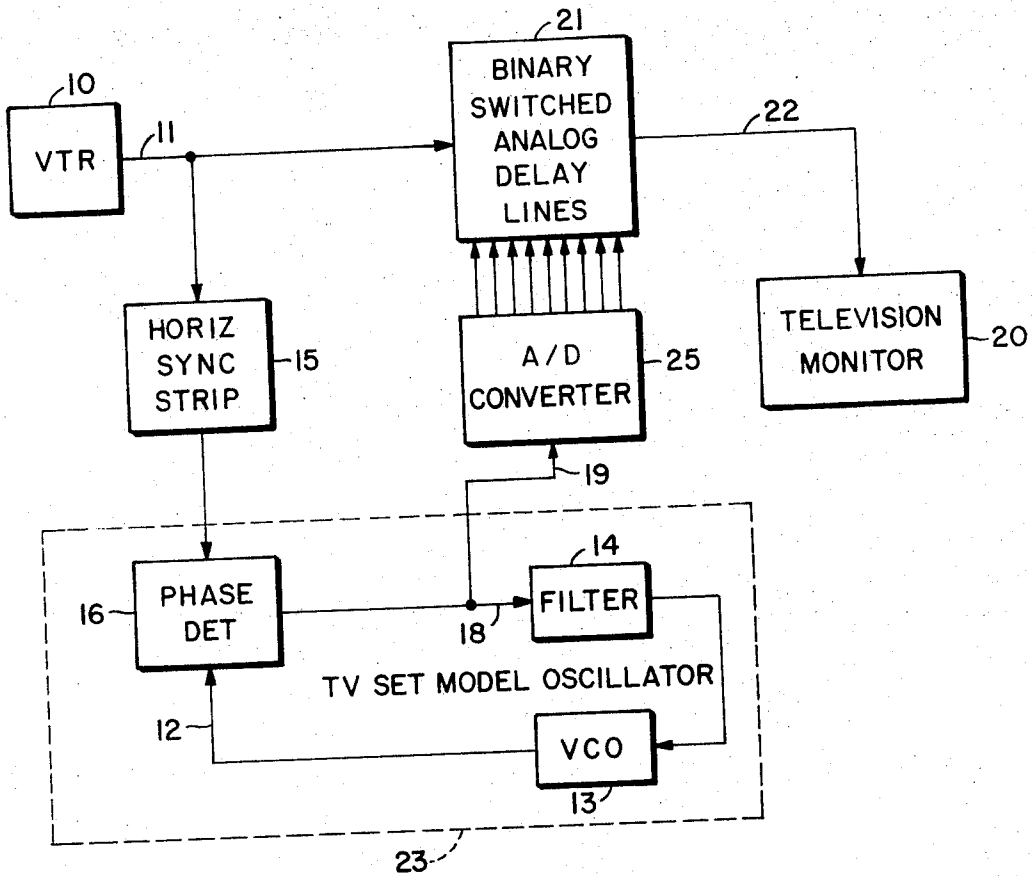 10
VTR
11
21
BINARY
SWITCHED
ANALOG
DELAY
LINES
22
HORIZ
SYNC
STRIP
15
A/D
CONVERTER
25
TELEVISION
MONITOR
20
19
16
PHASE
DET
14
FILTER
18
TV SET MODEL OSCILLATOR
12
VCO
13
23